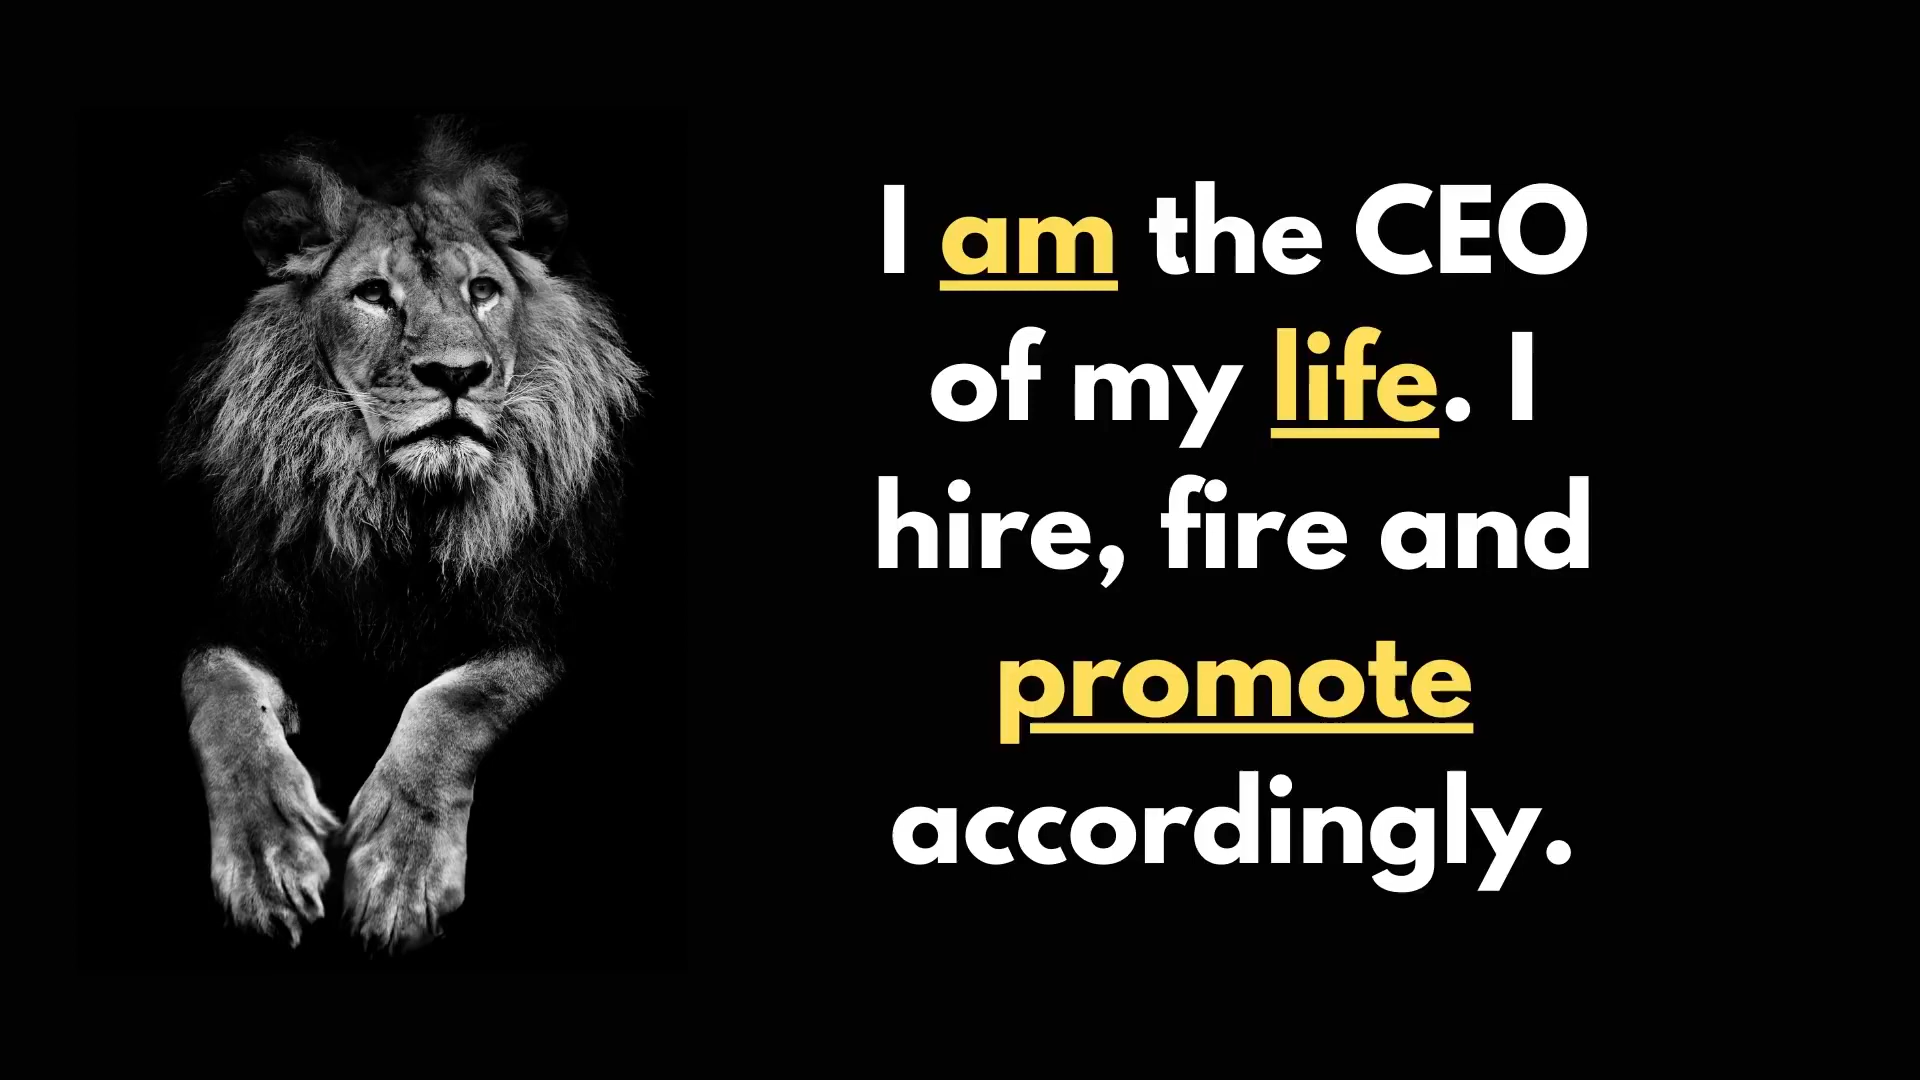 I am the CEO
of my life. I
hire, fire and
promote
accordingly.